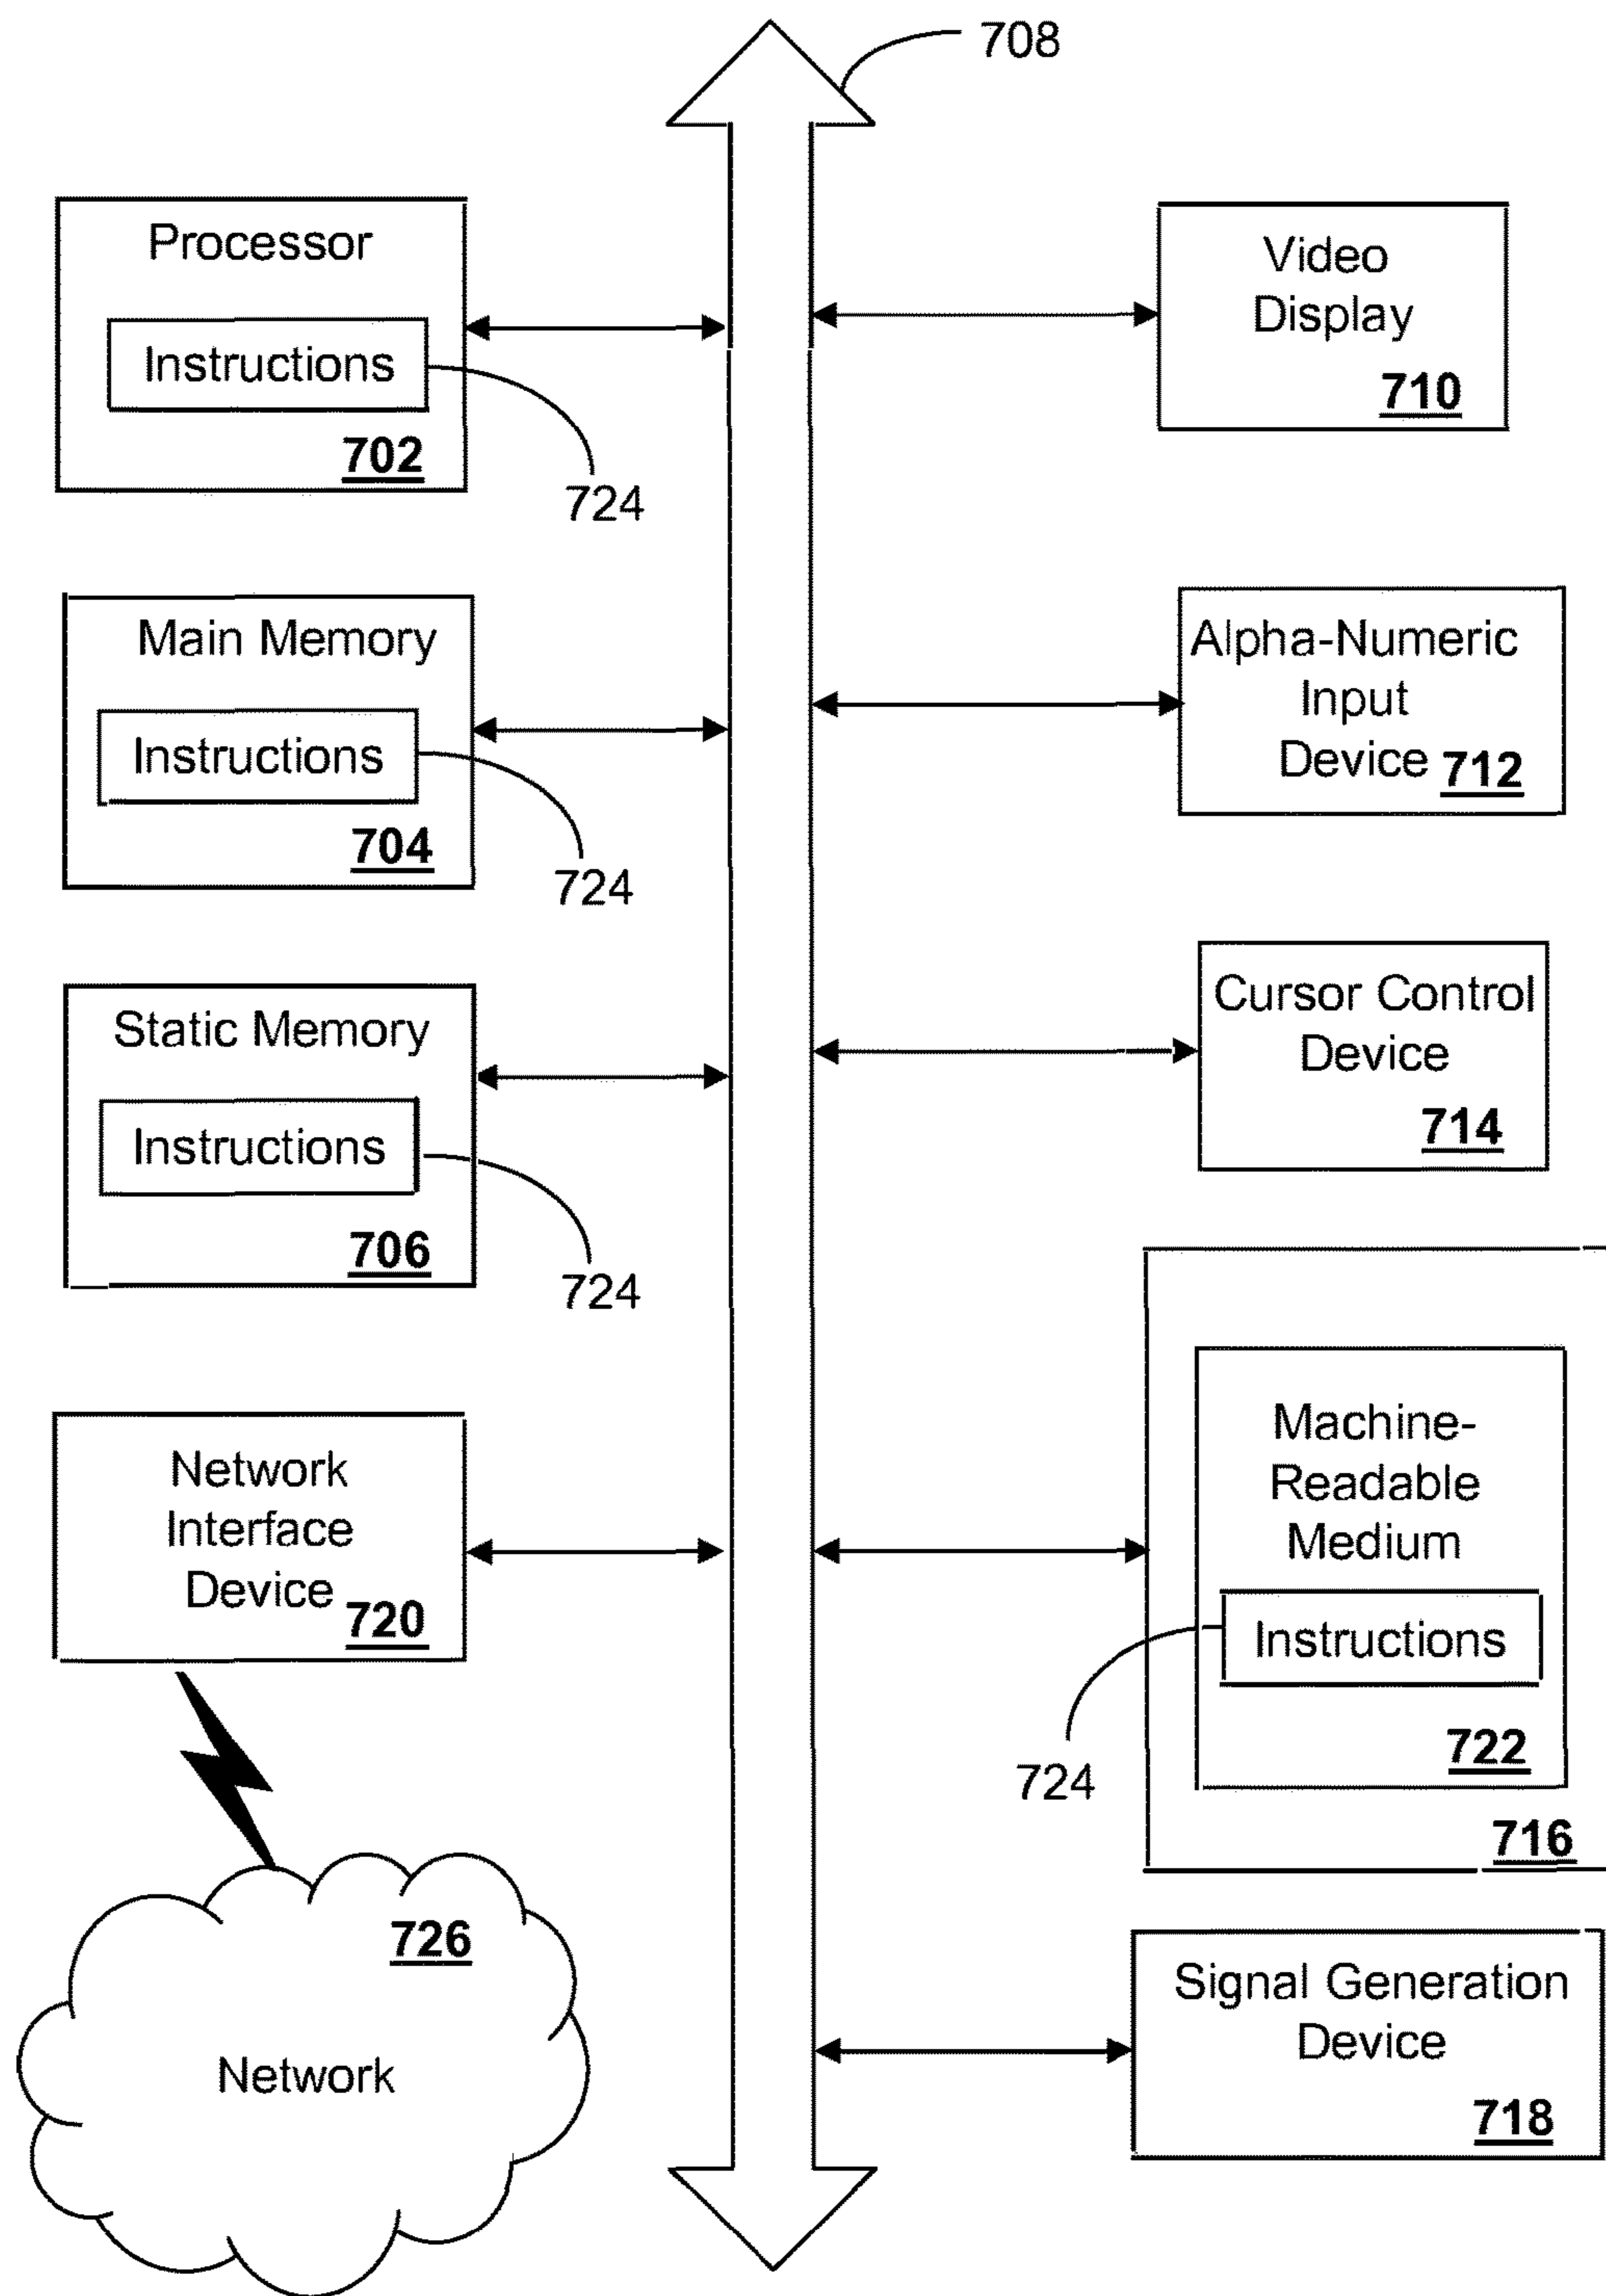 708
Processor
Instructions
702
724
Main Memory
Instructions
704
724
Static Memory
Instructions
706
724
Network
Interface
Device 720
726
Network
Video
Display
710
Alpha-Numeric
Input
Device 712
Cursor Control
Device
714
Machine-
Readable
Medium
Instructions
724
722
716
Signal Generation
Device
718